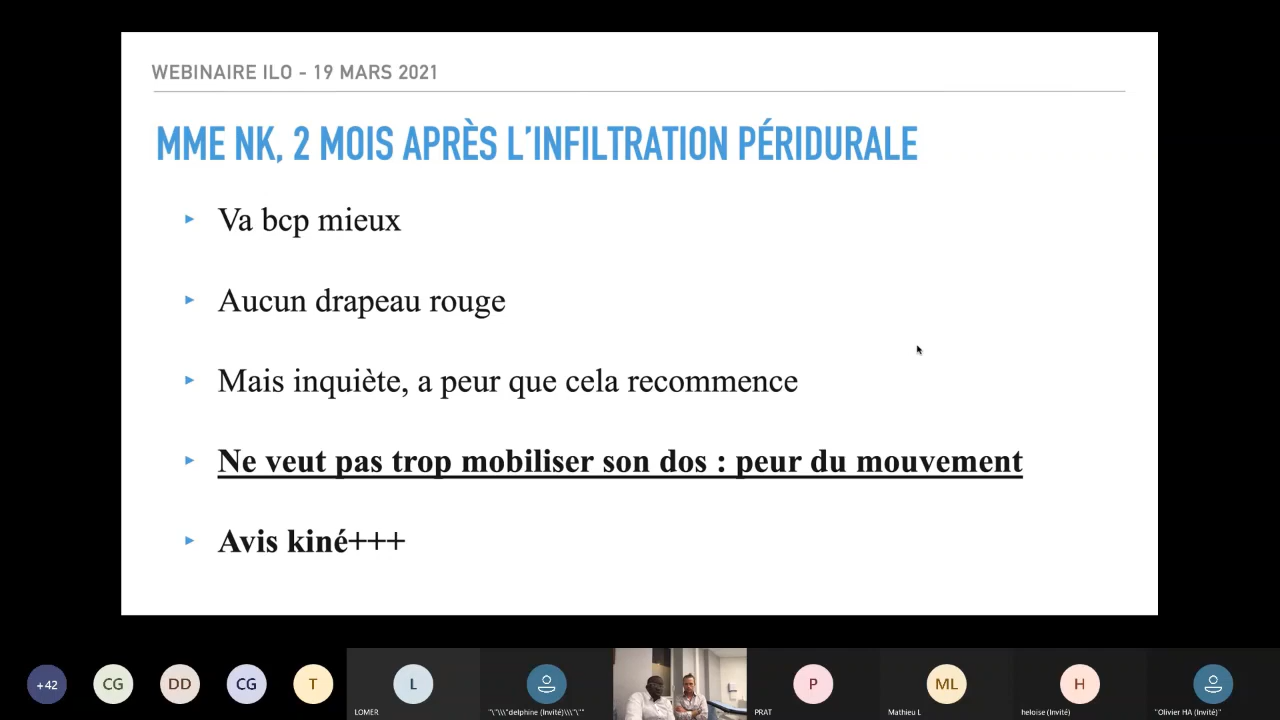 WEBINAIRE ILO - 19 MARS 2021
MME NK, 2 MOIS APRÈS L'INFILTRATION PÉRIDURALE
Va bcp mieux
Aucun drapeau rouge
Mais inquiète, a peur que cela recommence
Ne veut pas trop mobiliser son dos : peur du mouvement
Avis kiné+++
+42
CG
DD
CG
T
L
P
ML
H
LOMER
"\"\\\"delphine (Invité)\\\"\""
PRAT
Mathieu L
heloise (Invité)
"Olivier HA (Invité)"